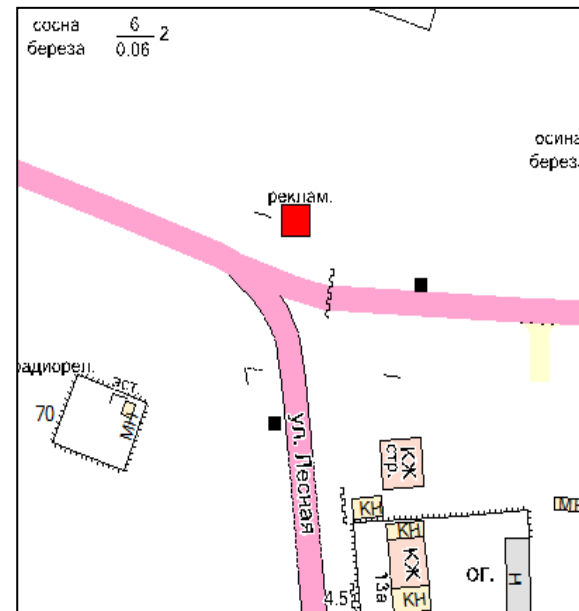 сосна 6 2
береза 0.06
осина
береза
реклам.
радиорел.
эст.
70
МН
ул. Лесная
КЖ
стр.
КН
МН
КН
КЖ
13а
ог.
Н
4.5
КН